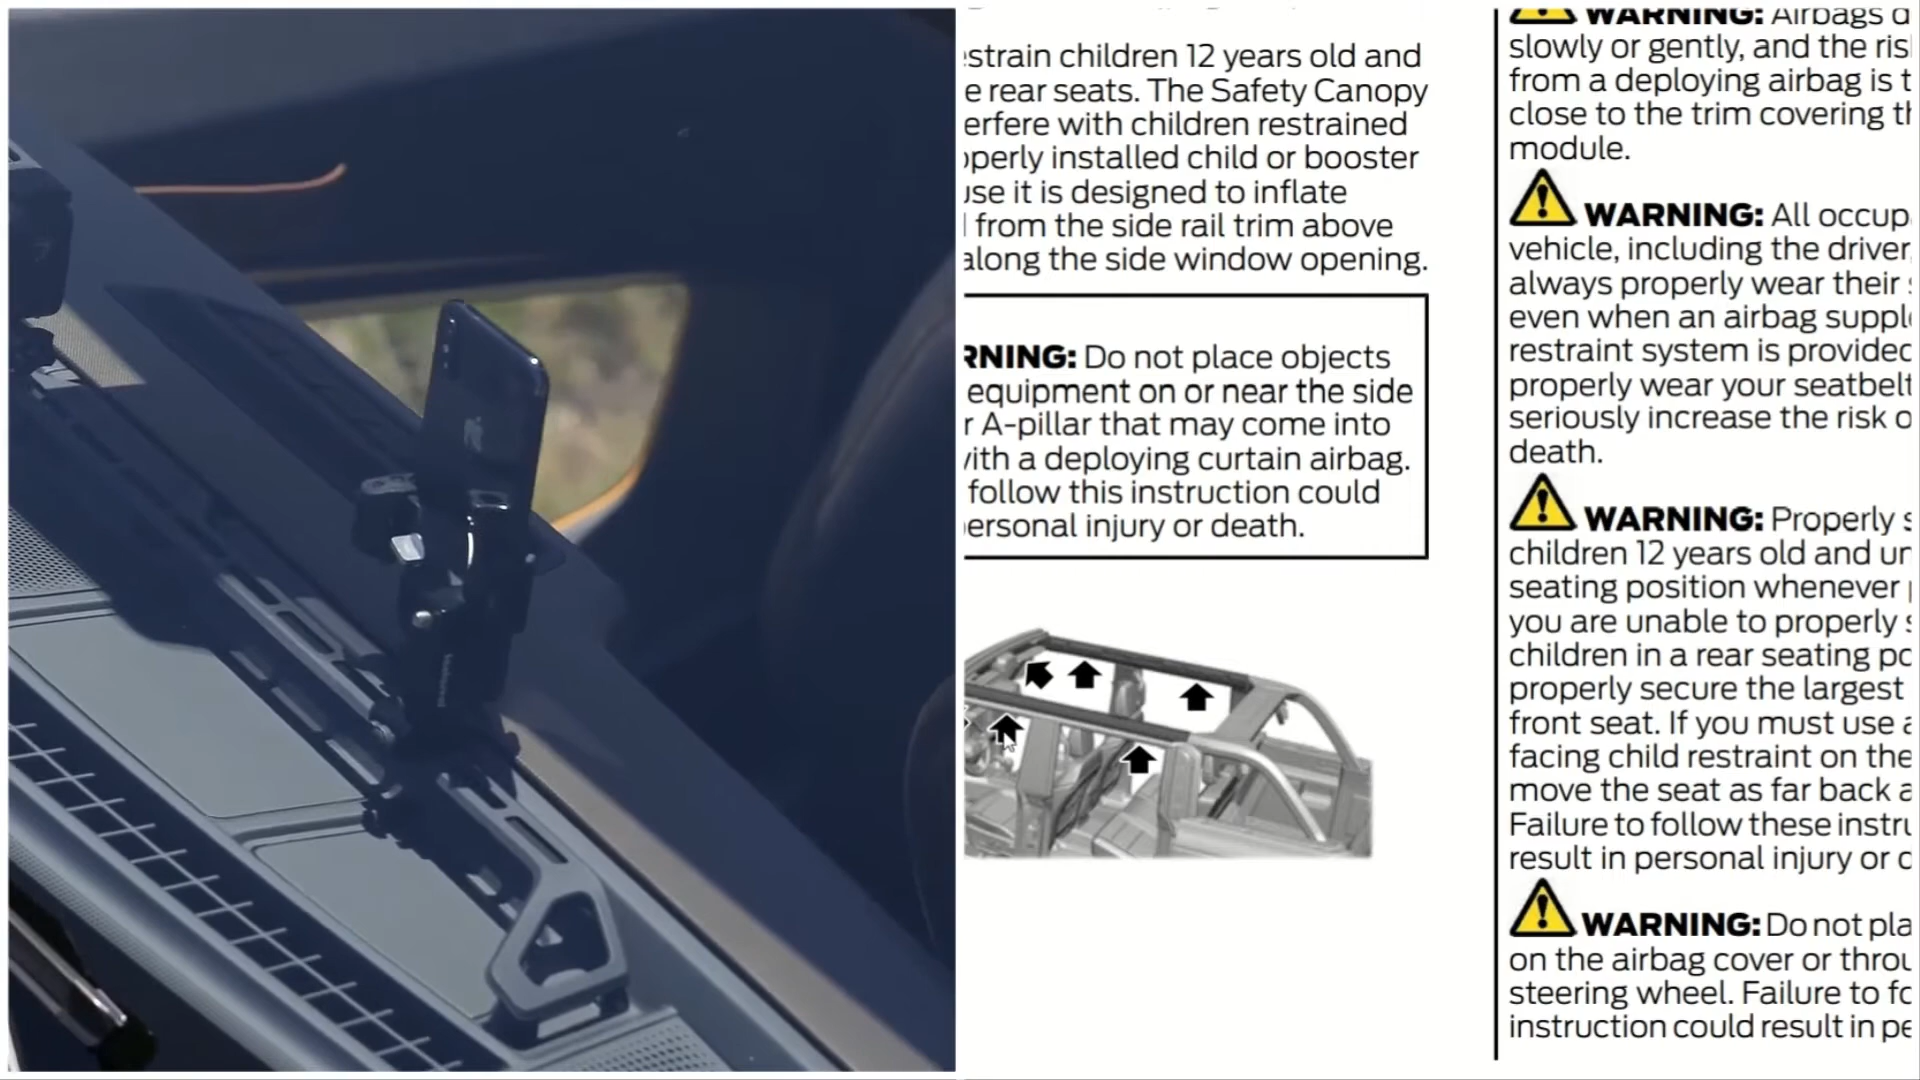 estrain children 12 years old and
e rear seats. The Safety Canopy
erfere with children restrained
operly installed child or booster
use it is designed to inflate
from the side rail trim above
along the side window opening.
RNING: Do not place objects
equipment on or near the side
r A-pillar that may come into
with a deploying curtain airbag.
follow this instruction could
personal injury or death.
WARNING: Airbags d
slowly or gently, and the ris
from a deploying airbag is t
close to the trim covering th
module.
WARNING: All occup
vehicle, including the driver,
always properly wear their s
even when an airbag supple
restraint system is provided
properly wear your seatbelt
seriously increase the risk o
death.
WARNING: Properly s
children 12 years old and un
seating position whenever p
you are unable to properly s
children in a rear seating po
properly secure the largest
front seat. If you must use a
facing child restraint on the
move the seat as far back a
Failure to follow these instru
result in personal injury or d
WARNING: Do not pla
on the airbag cover or throu
steering wheel. Failure to fo
instruction could result in pe